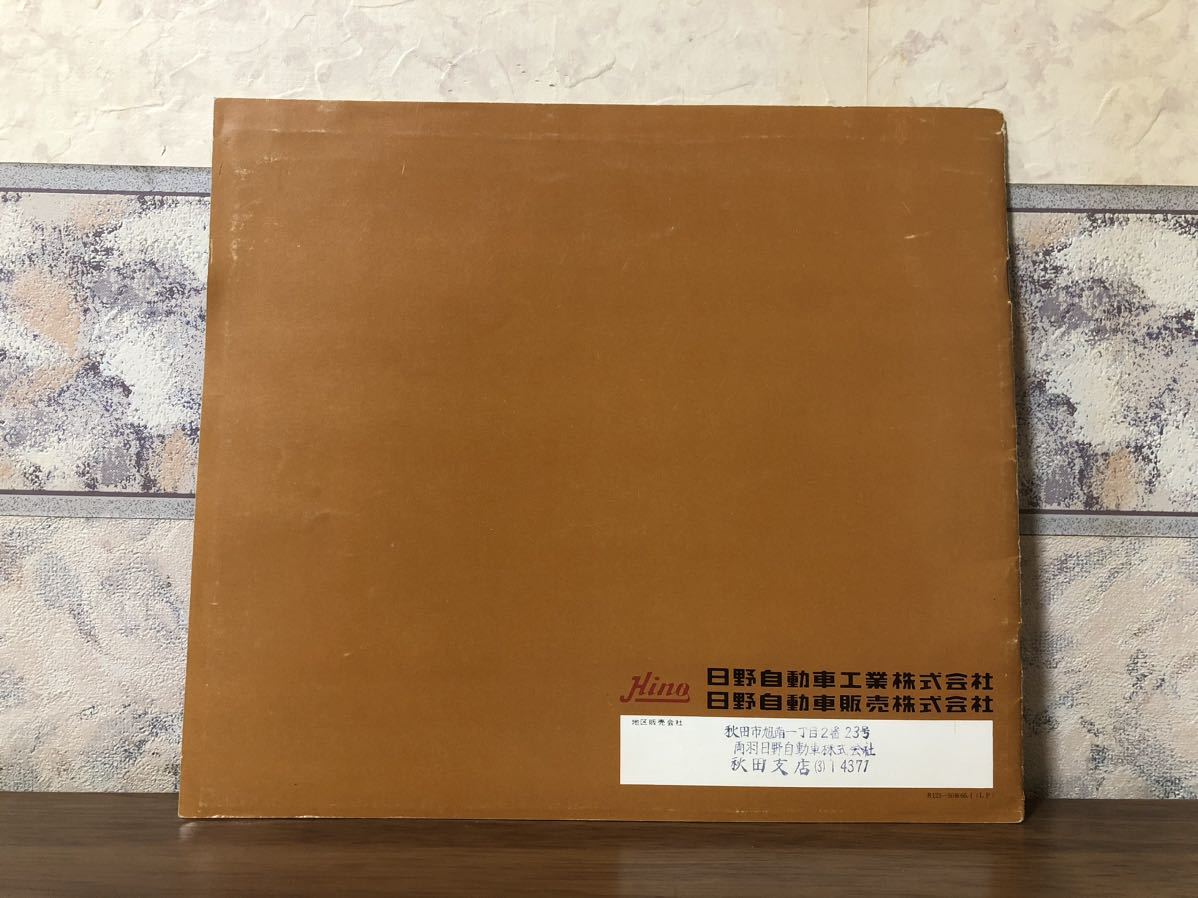 Hino
日野自動車工業株式会社
日野自動車販売株式会社
地区販売会社
秋田市旭南一丁目2番23号
両羽日野自動車株式会社
秋田支店(3)14371